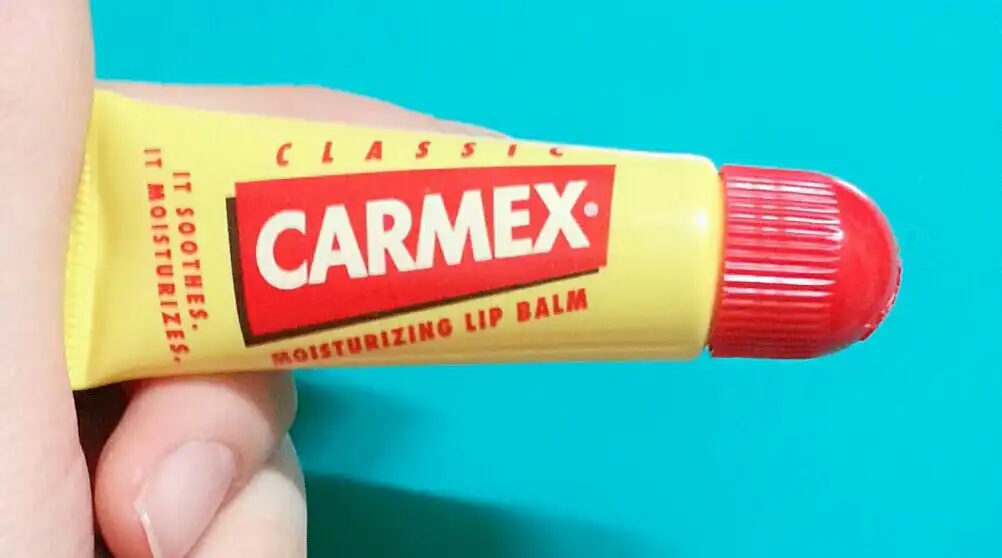 CLASSIC
CARMEX
MOISTURIZING LIP BALM
IT SOOTHES.
IT MOISTURIZES.